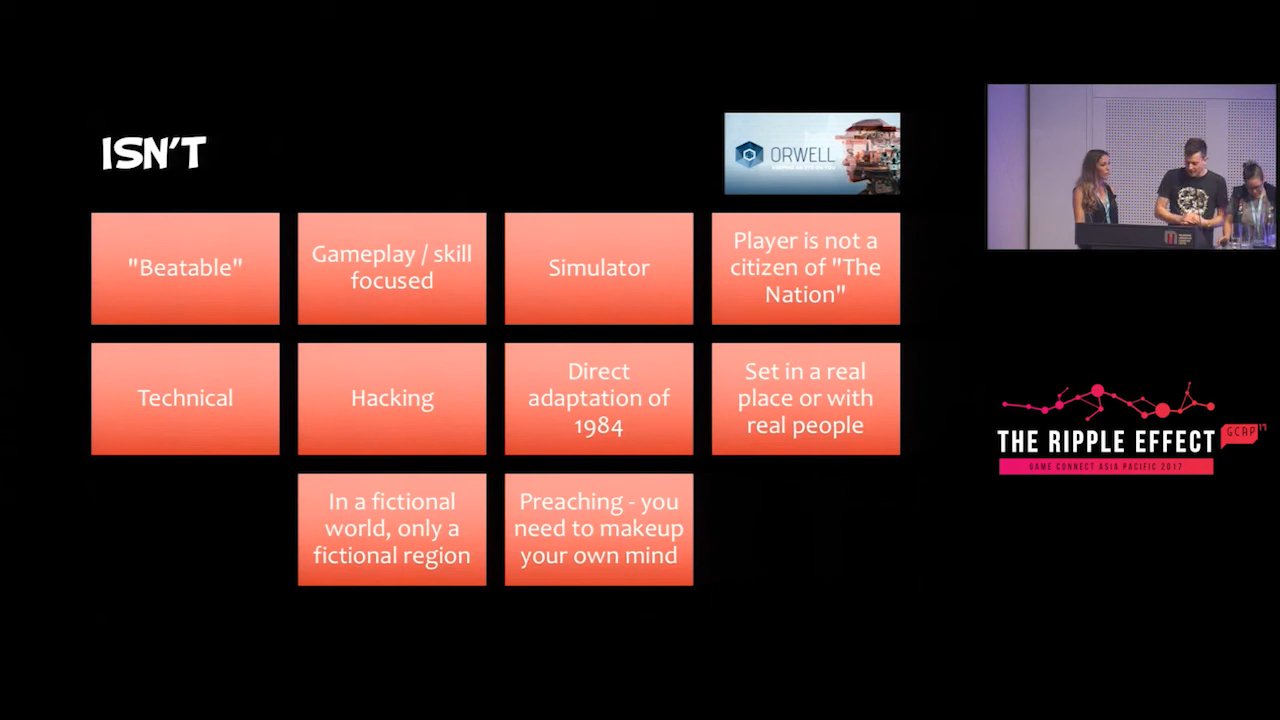 ISN'T
ORWELL
"Beatable"
Gameplay / skill
focused
Simulator
Player is not a
citizen of "The
Nation"
Technical
Hacking
Direct
adaptation of
1984
Set in a real
place or with
real people
In a fictional
world, only a
fictional region
Preaching - you
need to makeup
your own mind
THE RIPPLE EFFECT
GCAP17
GAME CONNECT ASIA PACIFIC 2017